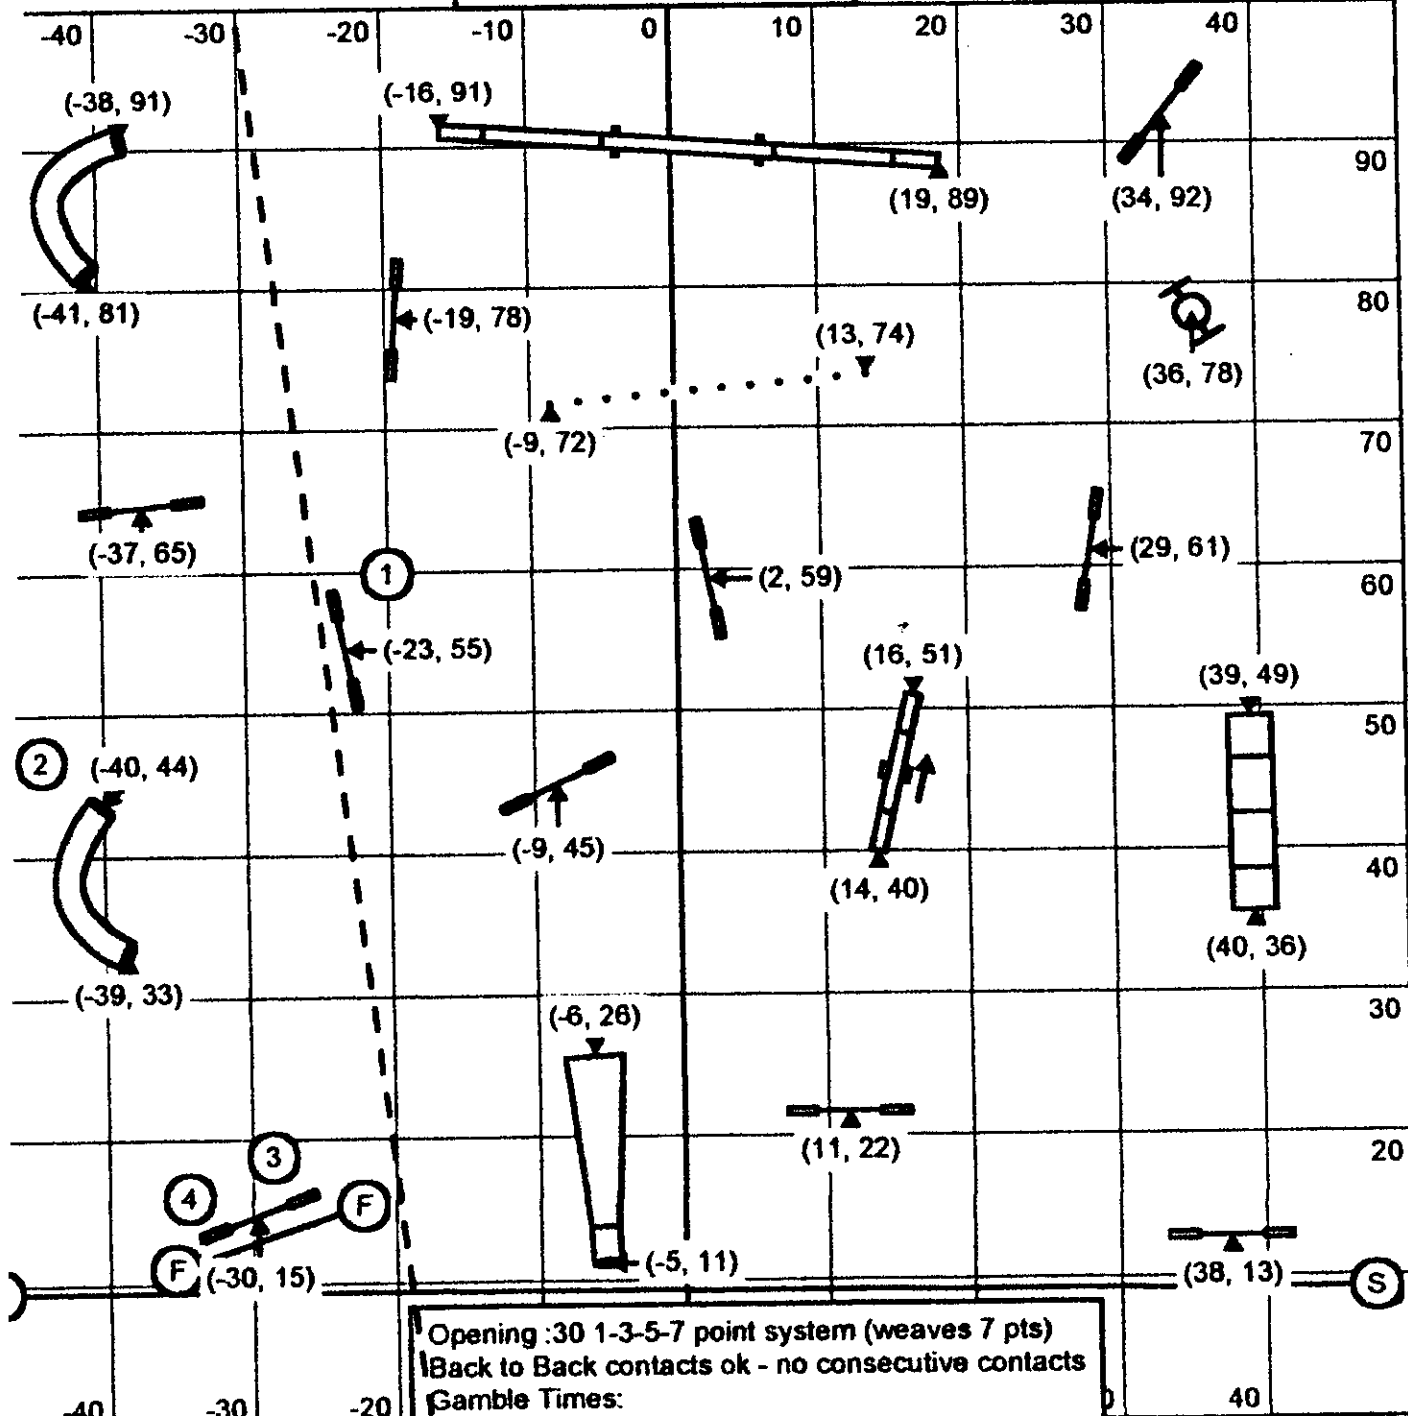 -40 -30 -20 -10 0 10 20 30 40
(-38, 91) (-16, 91)
90
(19, 89) (34, 92)
80
(-41, 81) (-19, 78) (13, 74)
(36, 78)
(-9, 72) 70
(-37, 65) (29, 61)
1 (2, 59) 60
(-23, 55) (16, 51)
(39, 49)
50
2 (-40, 44)
(-9, 45) 40
(14, 40)
(40, 36)
(-39, 33)
(-6, 26) 30
3 (11, 22) 20
4 F
F (-30, 15) (-5, 11) (38, 13) S
Opening :30 1-3-5-7 point system (weaves 7 pts)
Back to Back contacts ok - no consecutive contacts
Gamble Times:
-40 -30 -20 40